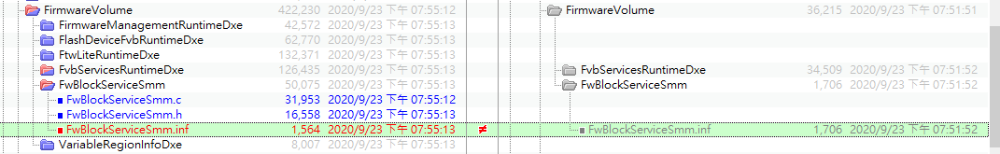 FirmwareVolume 422,230 2020/9/23 下午 07:55:12 FirmwareVolume 36,215 2020/9/23 下午 07:51:51
FirmwareManagementRuntimeDxe 42,572 2020/9/23 下午 07:55:13
FlashDeviceFvbRuntimeDxe 62,770 2020/9/23 下午 07:55:13
FtwLiteRuntimeDxe 132,371 2020/9/23 下午 07:55:13
FvbServicesRuntimeDxe 126,435 2020/9/23 下午 07:55:13 FvbServicesRuntimeDxe 34,509 2020/9/23 下午 07:51:52
FwBlockServiceSmm 50,075 2020/9/23 下午 07:55:13 FwBlockServiceSmm 1,706 2020/9/23 下午 07:51:52
FwBlockServiceSmm.c 31,953 2020/9/23 下午 07:55:12
FwBlockServiceSmm.h 16,558 2020/9/23 下午 07:55:13
FwBlockServiceSmm.inf 1,564 2020/9/23 下午 07:55:13 ≠ FwBlockServiceSmm.inf 1,706 2020/9/23 下午 07:51:52
VariableRegionInfoDxe 8,007 2020/9/23 下午 07:55:13